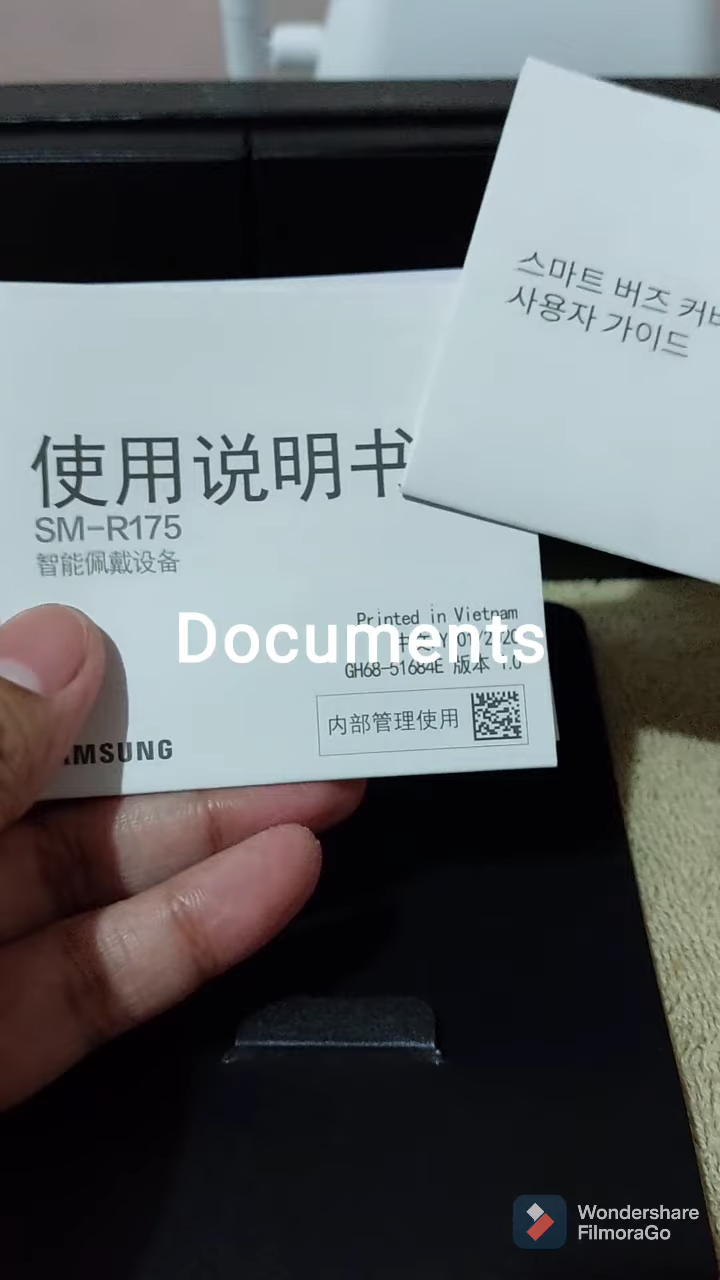 스마트 버즈 커버
사용자 가이드
使用说明书
SM-R175
智能佩戴设备
Printed in Vietnam
Documents
GH68-51684E 版本 1.0
内部管理使用
SAMSUNG
Wondershare
FilmoraGo